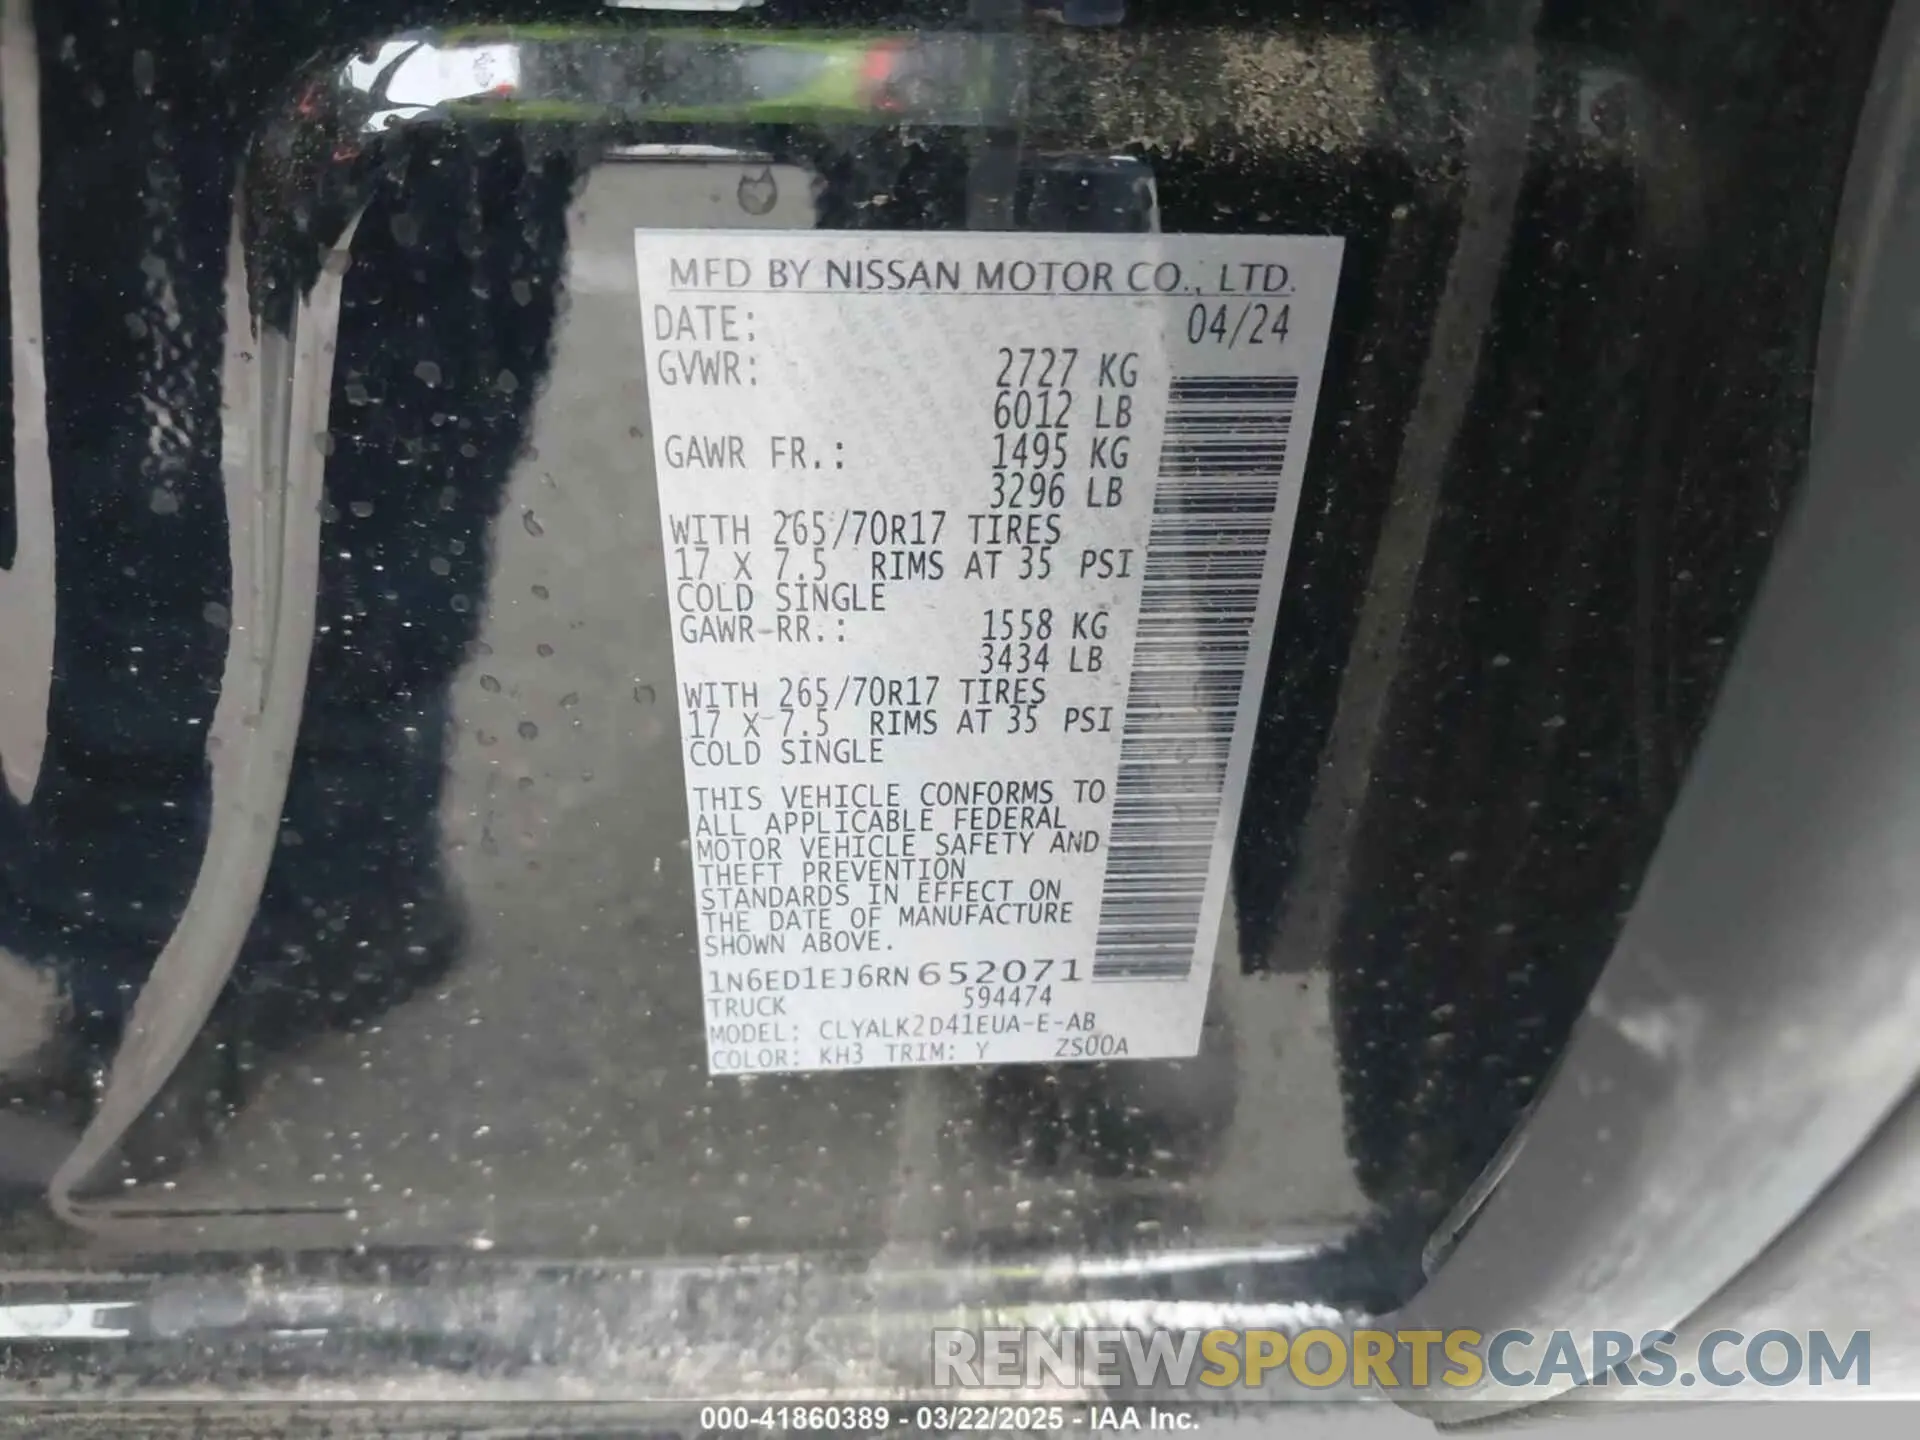 MFD BY NISSAN MOTOR CO., LTD.
DATE: 04/24
GVWR: 2727 KG
6012 LB
GAWR FR.: 1495 KG
3296 LB
WITH 265/70R17 TIRES
17 X 7.5 RIMS AT 35 PSI
COLD SINGLE
GAWR-RR.: 1558 KG
3434 LB
WITH 265/70R17 TIRES
17 X 7.5 RIMS AT 35 PSI
COLD SINGLE
THIS VEHICLE CONFORMS TO
ALL APPLICABLE FEDERAL
MOTOR VEHICLE SAFETY AND
THEFT PREVENTION
STANDARDS IN EFFECT ON
THE DATE OF MANUFACTURE
SHOWN ABOVE.
1N6ED1EJ6RN652071
TRUCK 594474
MODEL: CLYALK2D41EUA-E-AB
COLOR: KH3 TRIM: Y ZS00A
RENEWSPORTSCARS.COM
000-41860389 - 03/22/2025 - IAA Inc.